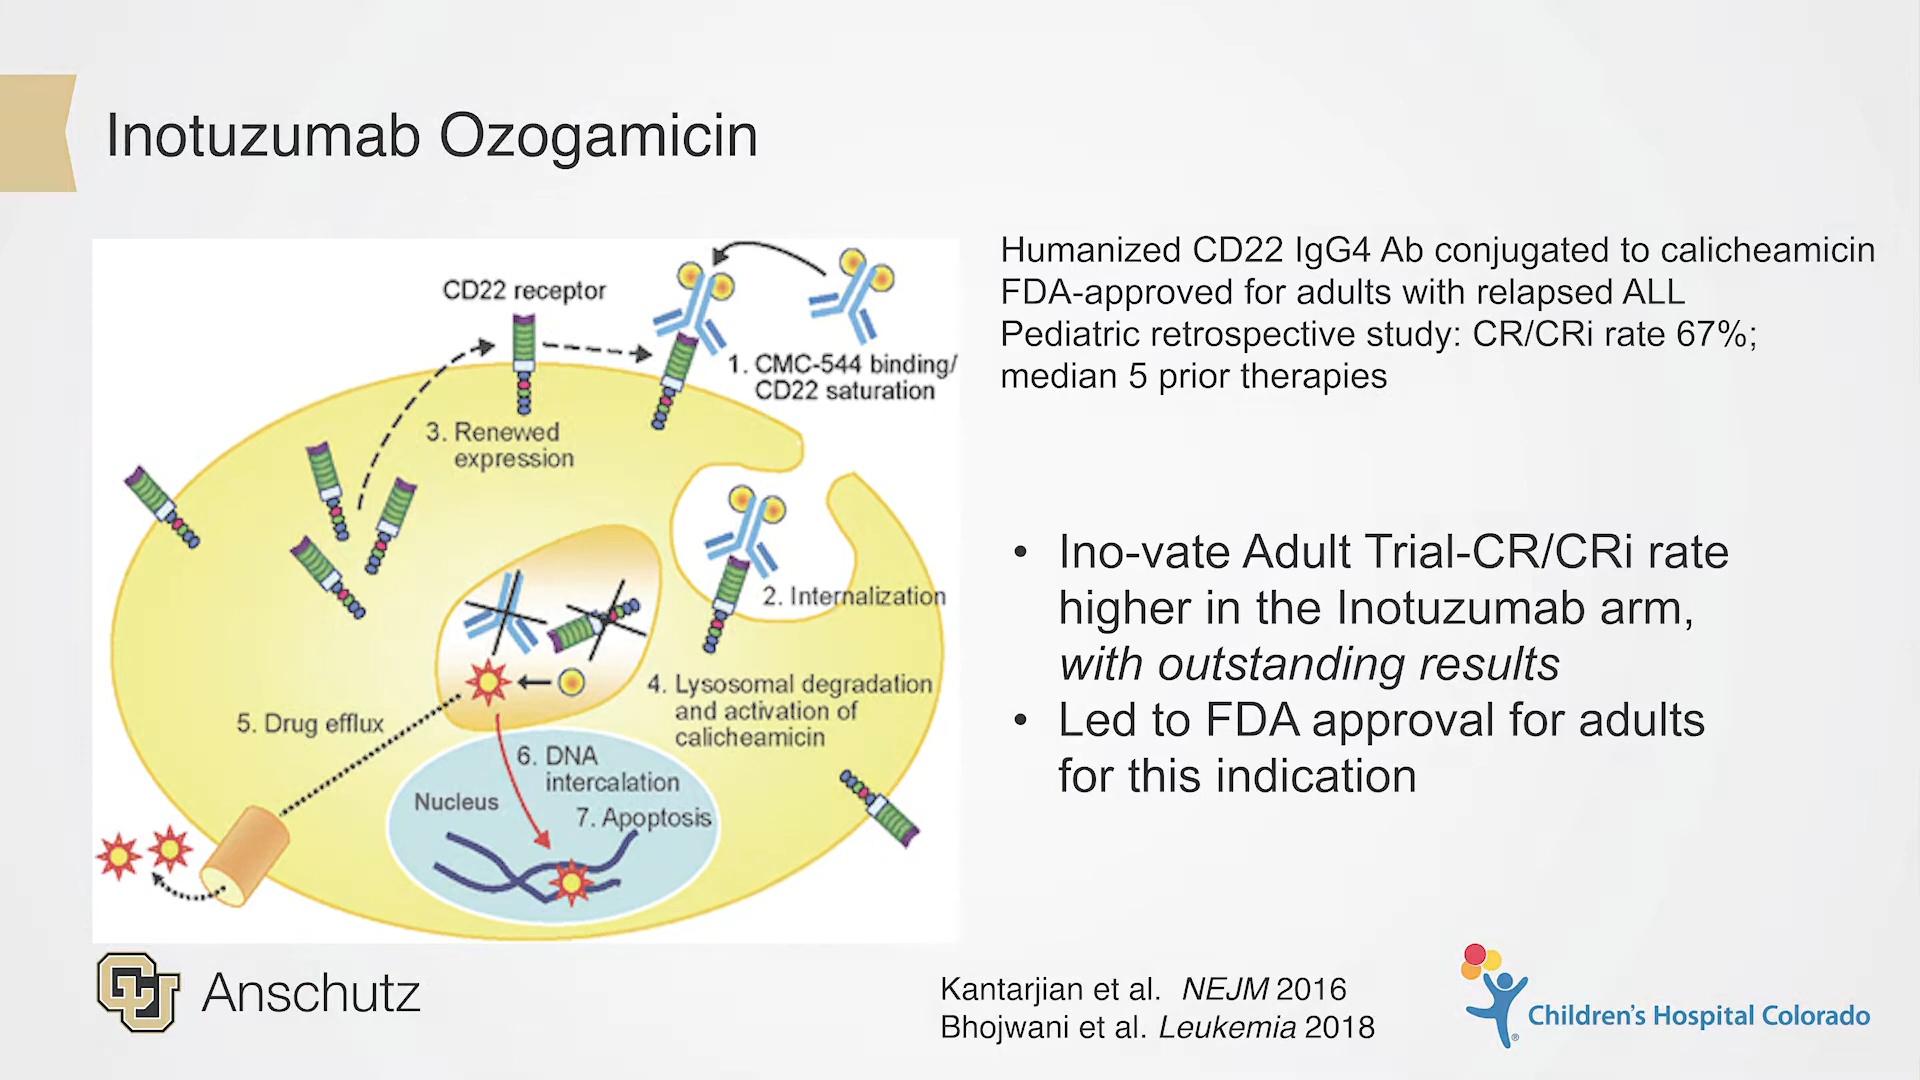 Inotuzumab Ozogamicin
Humanized CD22 IgG4 Ab conjugated to calicheamicin
FDA-approved for adults with relapsed ALL
Pediatric retrospective study: CR/CRi rate 67%;
median 5 prior therapies
CD22 receptor
1. CMC-544 binding/
CD22 saturation
3. Renewed
expression
2. Internalization
4. Lysosomal degradation
and activation of
calicheamicin
5. Drug efflux
6. DNA
intercalation
Nucleus
7. Apoptosis
• Ino-vate Adult Trial-CR/CRi rate
higher in the Inotuzumab arm,
with outstanding results
• Led to FDA approval for adults
for this indication
CU Anschutz
Kantarjian et al. NEJM 2016
Bhojwani et al. Leukemia 2018
Children's Hospital Colorado
®